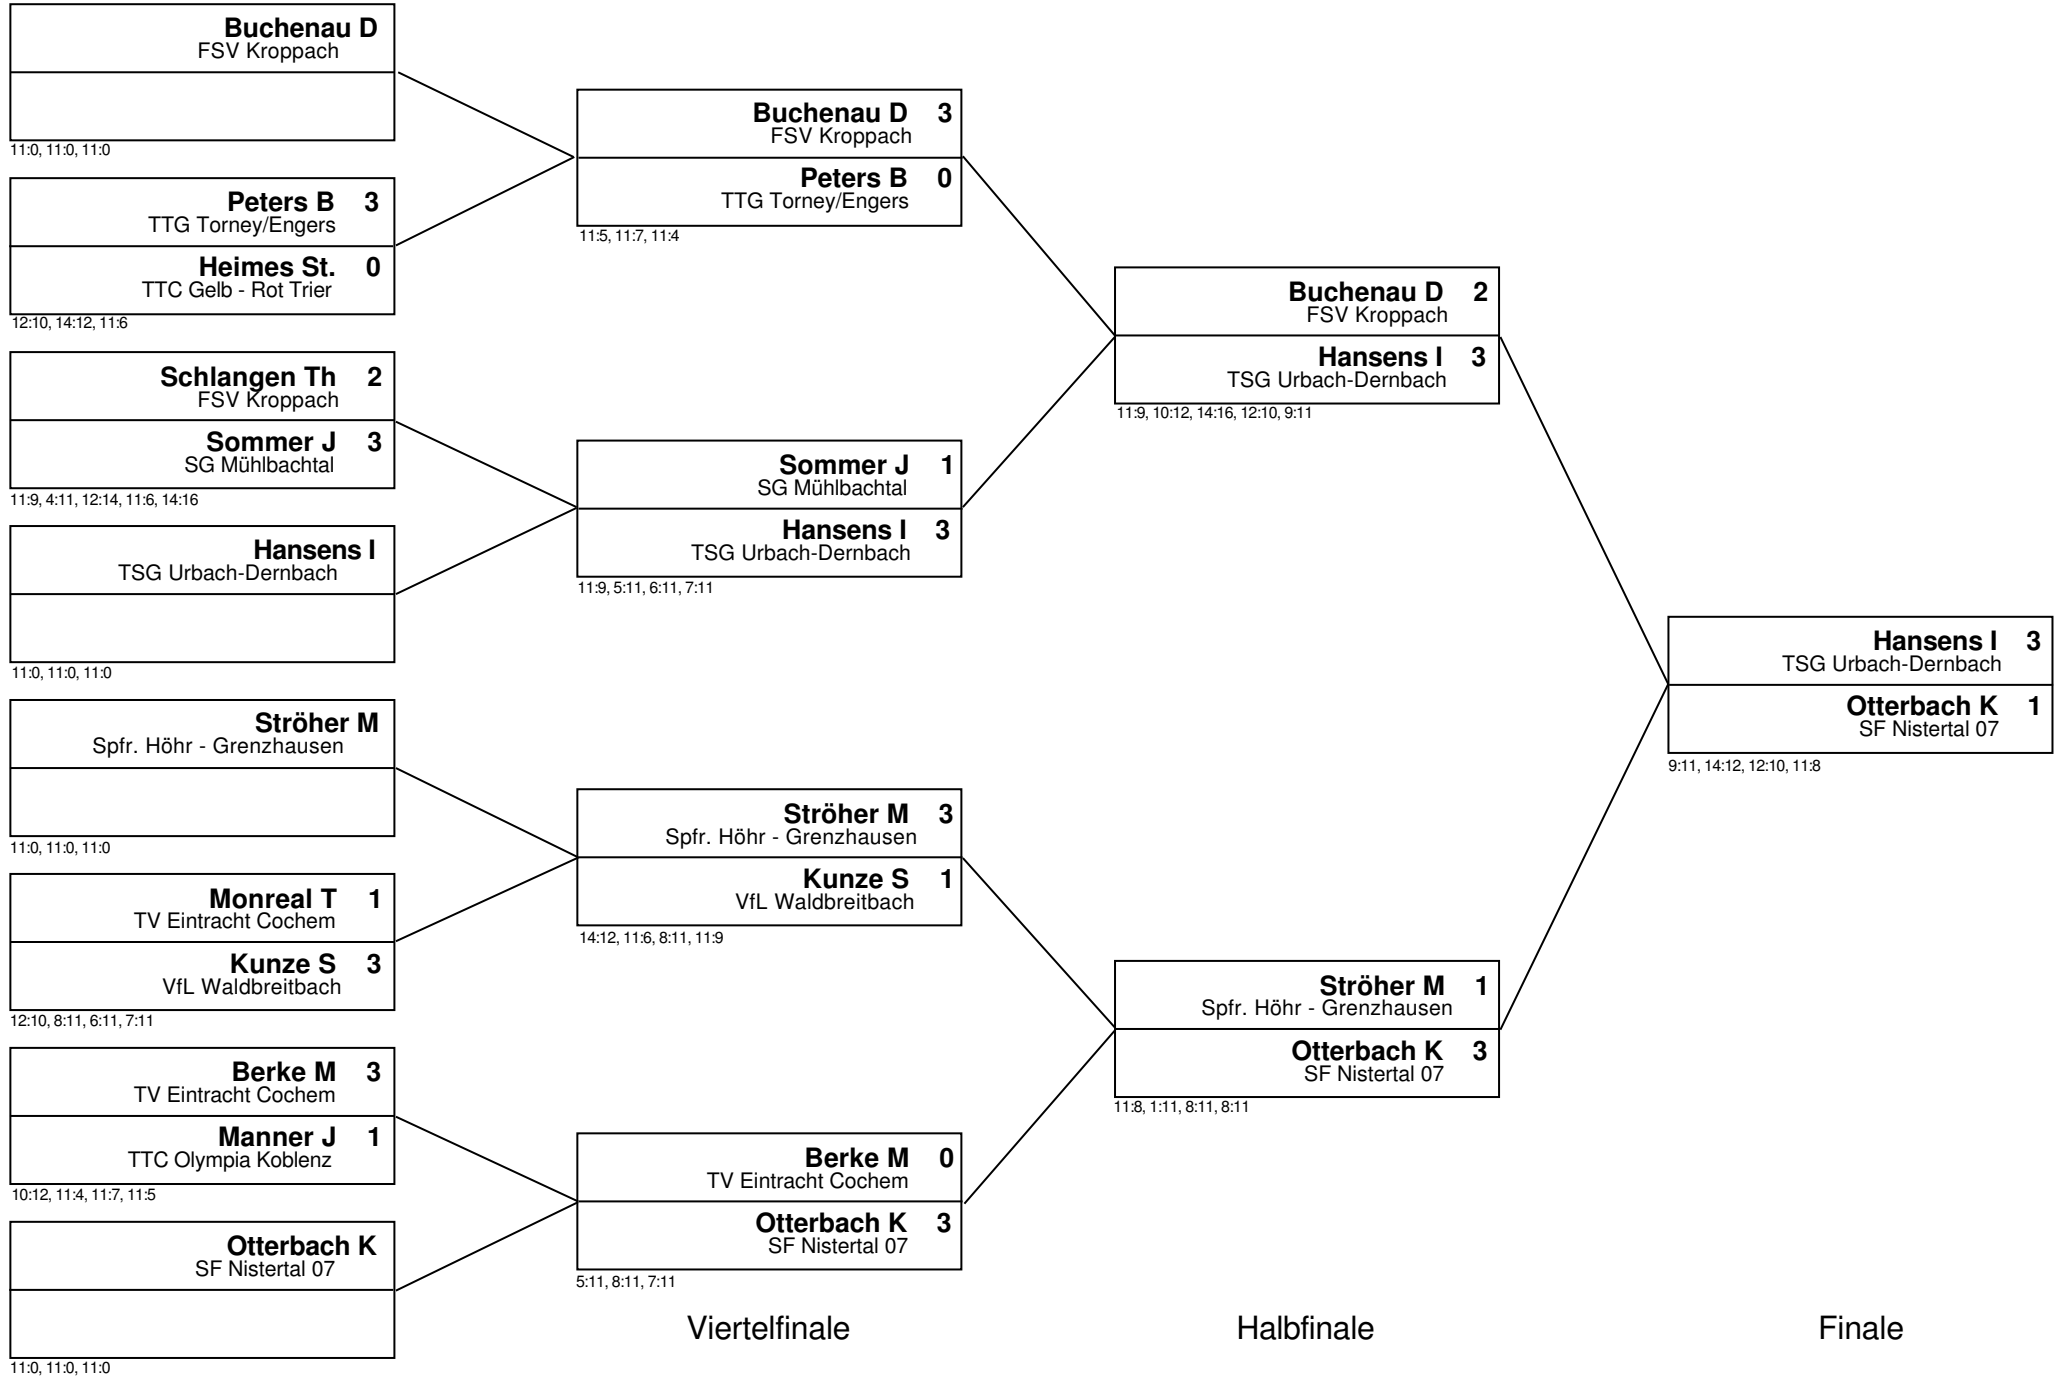 Buchenau D
FSV Kroppach
11:0, 11:0, 11:0
Peters B 3
TTG Torney/Engers
Heimes St. 0
TTC Gelb - Rot Trier
12:10, 14:12, 11:6
Schlangen Th 2
FSV Kroppach
Sommer J 3
SG Mühlbachtal
11:9, 4:11, 12:14, 11:6, 14:16
Hansens I
TSG Urbach-Dernbach
11:0, 11:0, 11:0
Ströher M
Spfr. Höhr - Grenzhausen
11:0, 11:0, 11:0
Monreal T 1
TV Eintracht Cochem
Kunze S 3
VfL Waldbreitbach
12:10, 8:11, 6:11, 7:11
Berke M 3
TV Eintracht Cochem
Manner J 1
TTC Olympia Koblenz
10:12, 11:4, 11:7, 11:5
Otterbach K
SF Nistertal 07
11:0, 11:0, 11:0
Buchenau D 3
FSV Kroppach
Peters B 0
TTG Torney/Engers
11:5, 11:7, 11:4
Sommer J 1
SG Mühlbachtal
Hansens I 3
TSG Urbach-Dernbach
11:9, 5:11, 6:11, 7:11
Ströher M 3
Spfr. Höhr - Grenzhausen
Kunze S 1
VfL Waldbreitbach
14:12, 11:6, 8:11, 11:9
Berke M 0
TV Eintracht Cochem
Otterbach K 3
SF Nistertal 07
5:11, 8:11, 7:11
Viertelfinale
Buchenau D 2
FSV Kroppach
Hansens I 3
TSG Urbach-Dernbach
11:9, 10:12, 14:16, 12:10, 9:11
Ströher M 1
Spfr. Höhr - Grenzhausen
Otterbach K 3
SF Nistertal 07
11:8, 1:11, 8:11, 8:11
Halbfinale
Hansens I 3
TSG Urbach-Dernbach
Otterbach K 1
SF Nistertal 07
9:11, 14:12, 12:10, 11:8
Finale